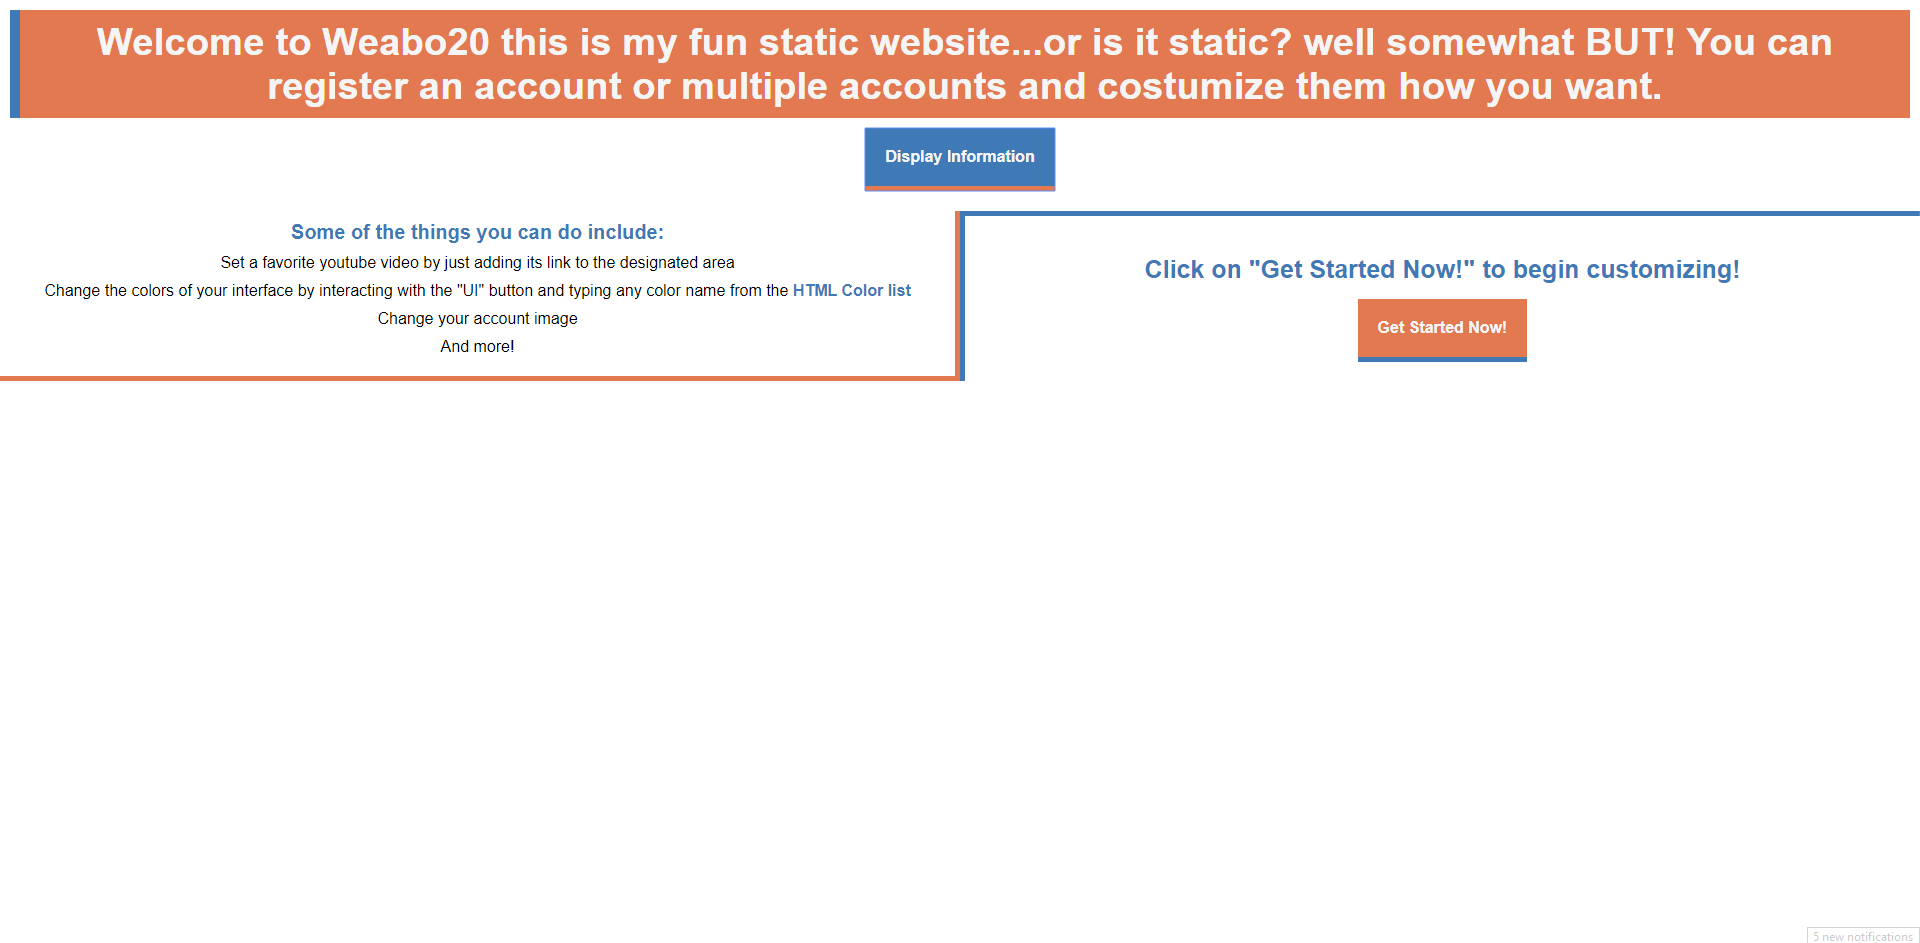 Welcome to Weabo20 this is my fun static website...or is it static? well somewhat BUT! You can
register an account or multiple accounts and costumize them how you want.
Display Information
Some of the things you can do include:
Set a favorite youtube video by just adding its link to the designated area
Change the colors of your interface by interacting with the "UI" button and typing any color name from the HTML Color list
Change your account image
And more!
Click on "Get Started Now!" to begin customizing!
Get Started Now!
5 new notifications